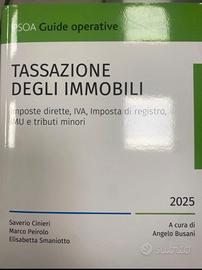 IPSOA Guide operative
TASSAZIONE
DEGLI IMMOBILI
Imposte dirette, IVA, Imposta di registro,
IMU e tributi minori
2025
Saverio Cinieri
Marco Peirolo
Elisabetta Smaniotto
A cura di
Angelo Busani
subito